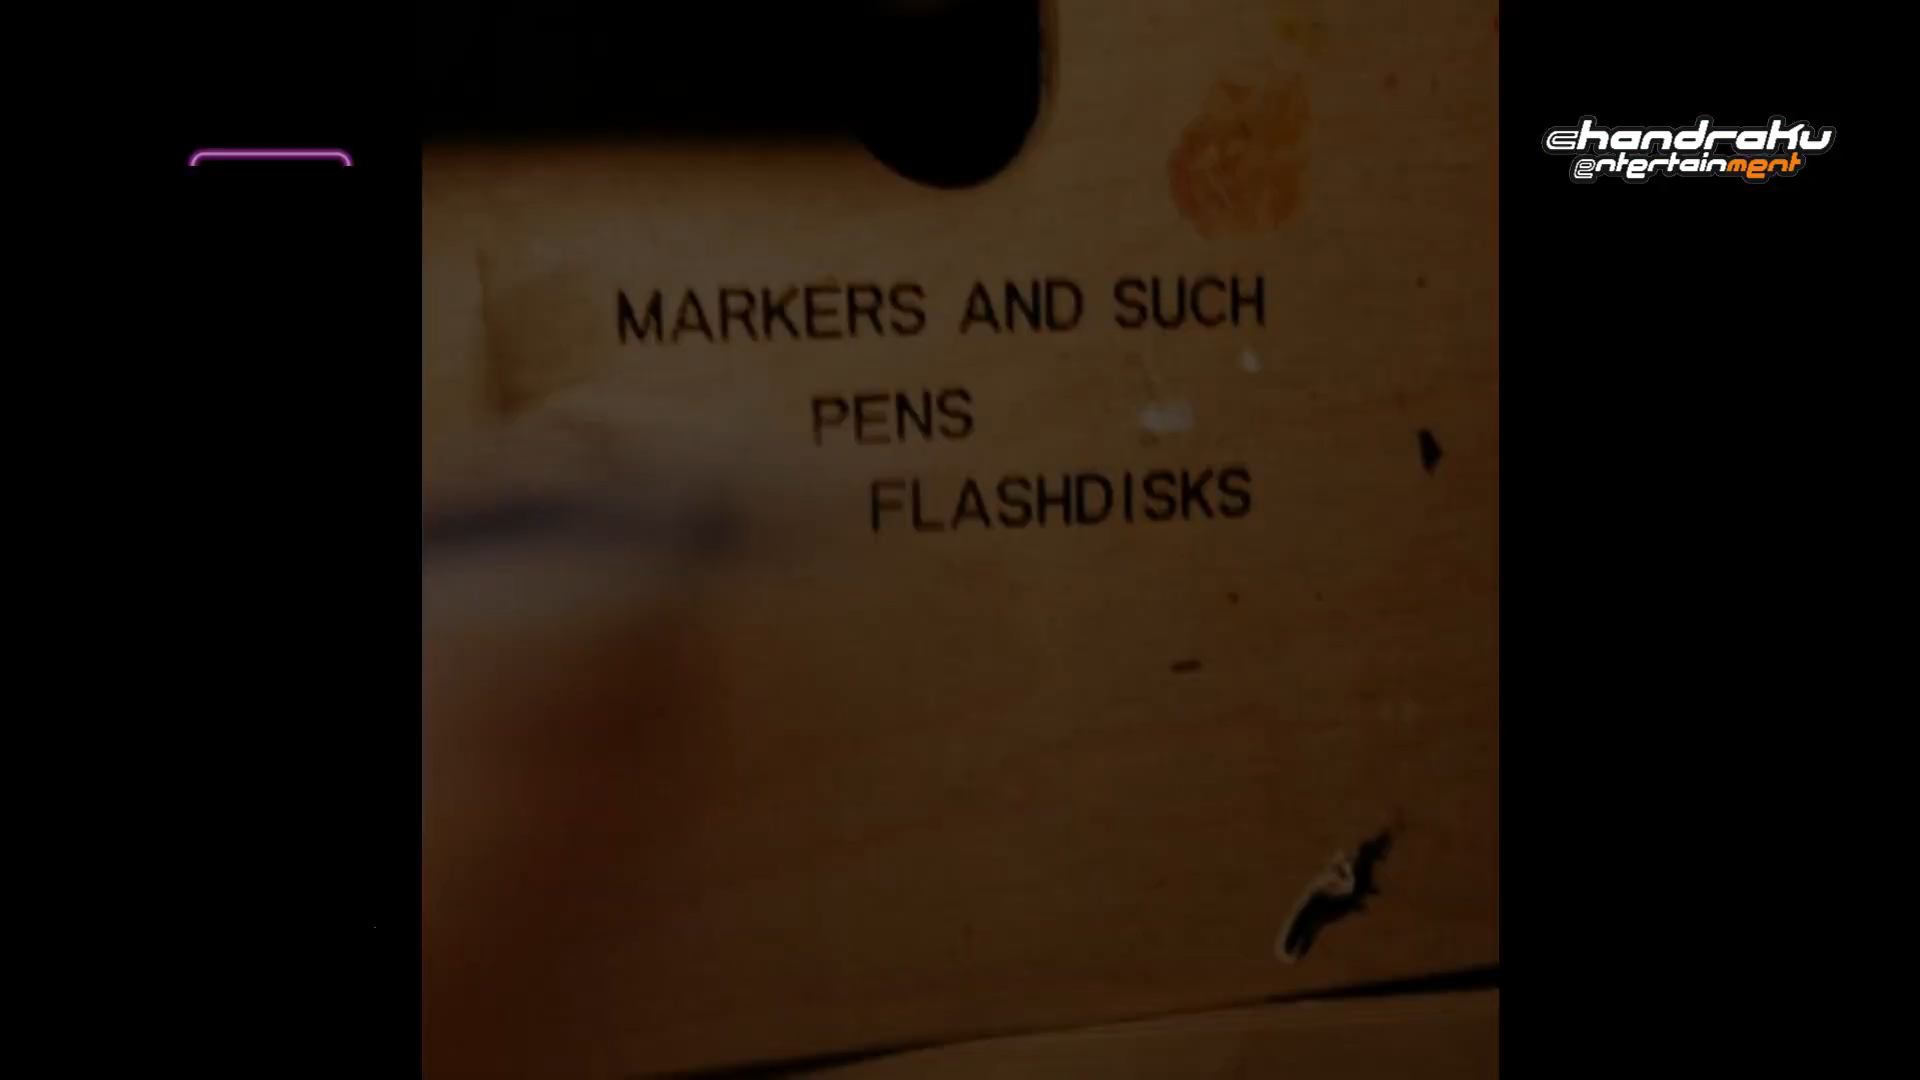 chandraku
entertainment
MARKERS AND SUCH
PENS
FLASHDISKS